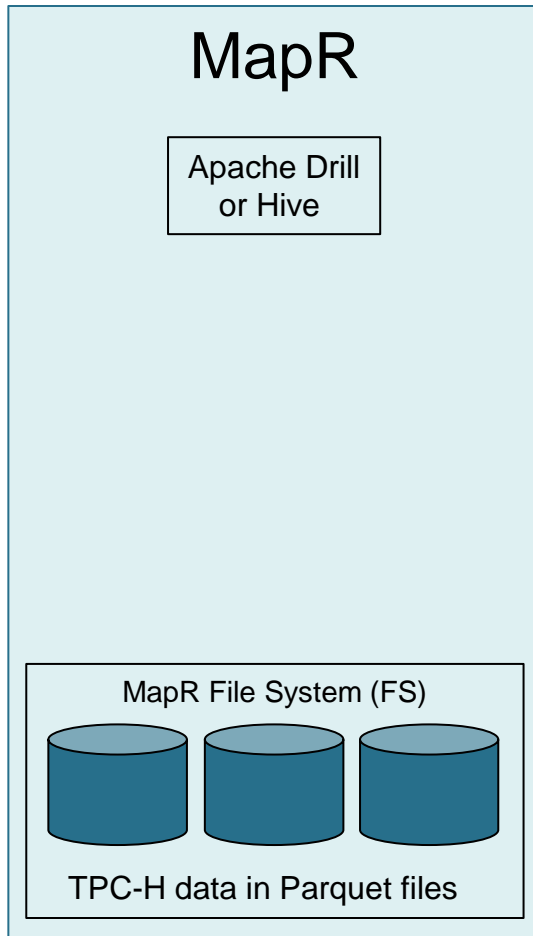 MapR
Apache Drill
or Hive
MapR File System (FS)
TPC-H data in Parquet files